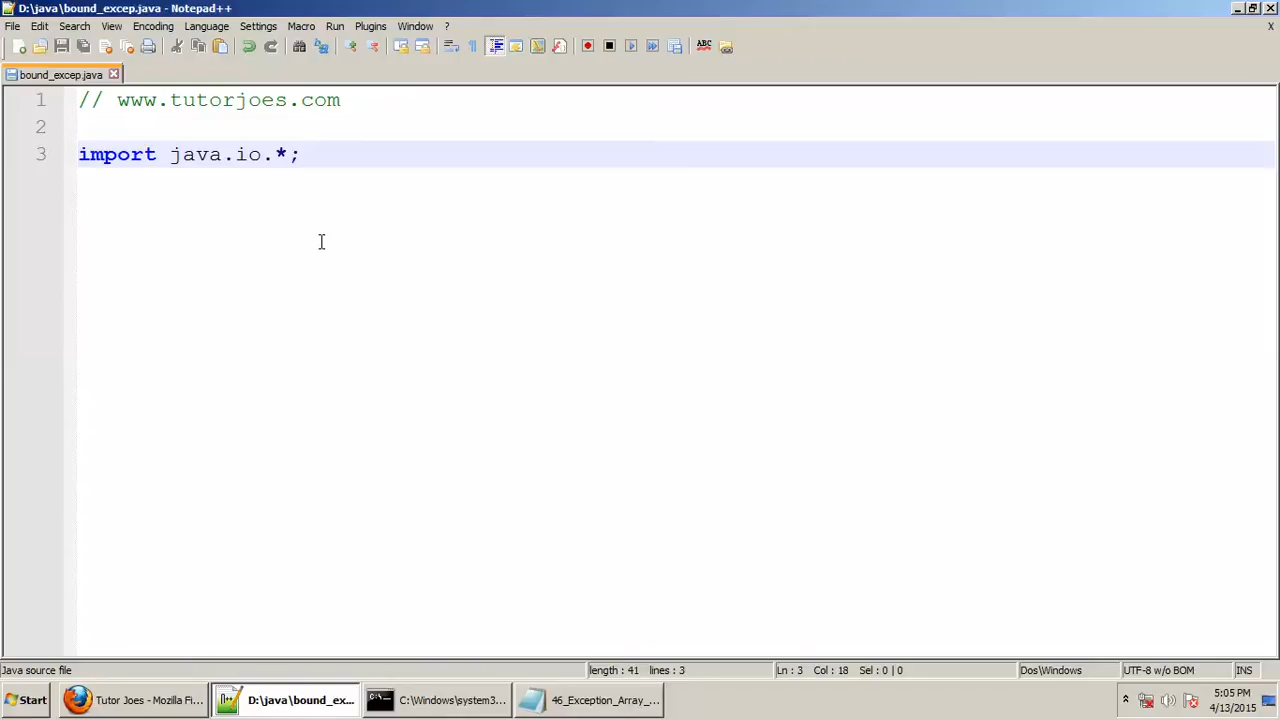 D:\java\bound_excep.java - Notepad++
File Edit Search View Encoding Language Settings Macro Run Plugins Window ? X
bound_excep.java
1 // www.tutorjoes.com
2
3 import java.io.*;
Java source file length : 41 lines : 3 Ln : 3 Col : 18 Sel : 0 | 0 Dos\Windows UTF-8 w/o BOM INS
Start Tutor Joes - Mozilla Fi... D:\java\bound_ex... C:\Windows\system3... 46_Exception_Array_... 5:05 PM
4/13/2015